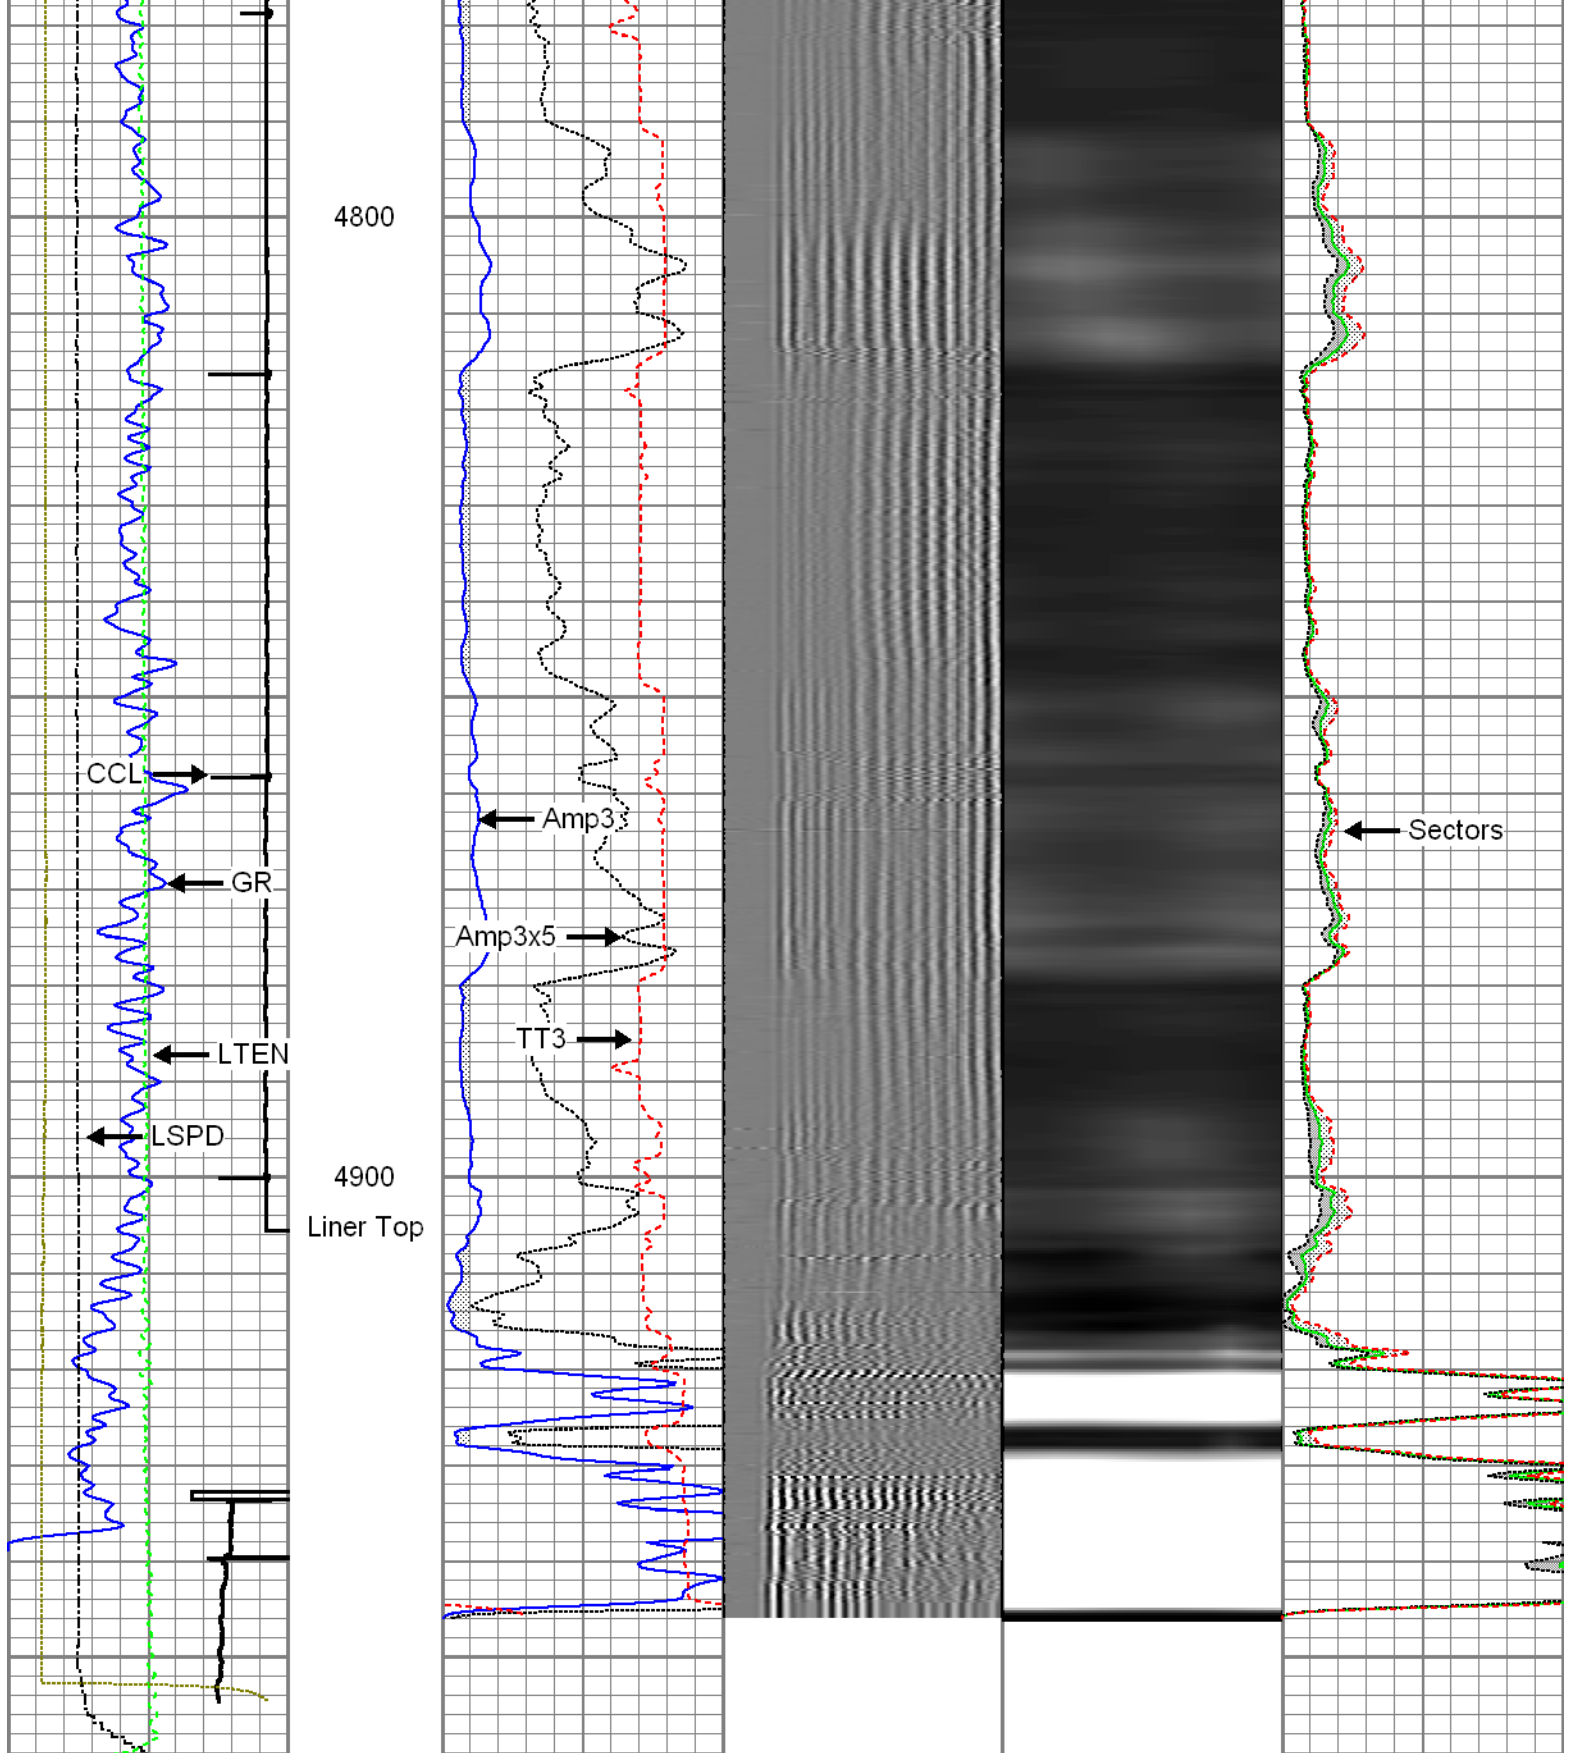 4800
CCL
Amp3
Sectors
GR
Amp3x5
TT3
LTEN
LSPD
4900
Liner Top